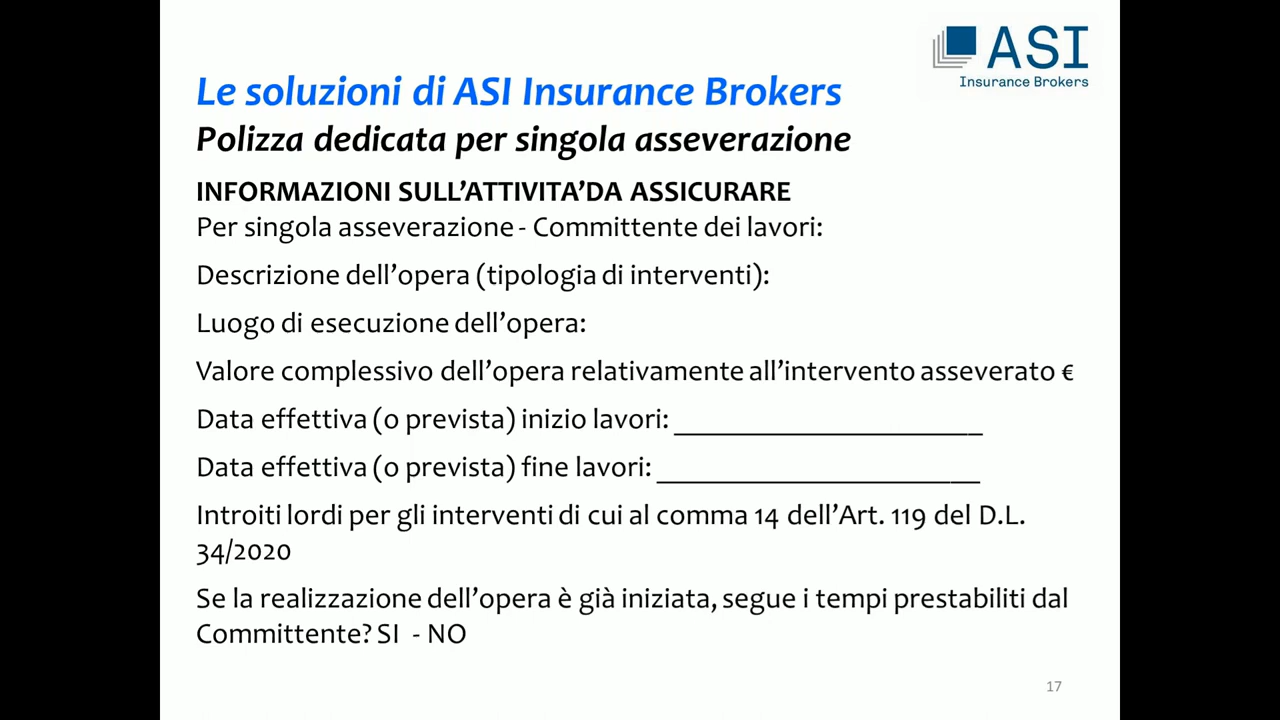 ASI
Insurance Brokers
Le soluzioni di ASI Insurance Brokers
Polizza dedicata per singola asseverazione
INFORMAZIONI SULL’ATTIVITA’DA ASSICURARE
Per singola asseverazione - Committente dei lavori:
Descrizione dell’opera (tipologia di interventi):
Luogo di esecuzione dell’opera:
Valore complessivo dell’opera relativamente all’intervento asseverato €
Data effettiva (o prevista) inizio lavori: ______________________
Data effettiva (o prevista) fine lavori: _______________________
Introiti lordi per gli interventi di cui al comma 14 dell’Art. 119 del D.L.
34/2020
Se la realizzazione dell’opera è già iniziata, segue i tempi prestabiliti dal
Committente? SI - NO
17